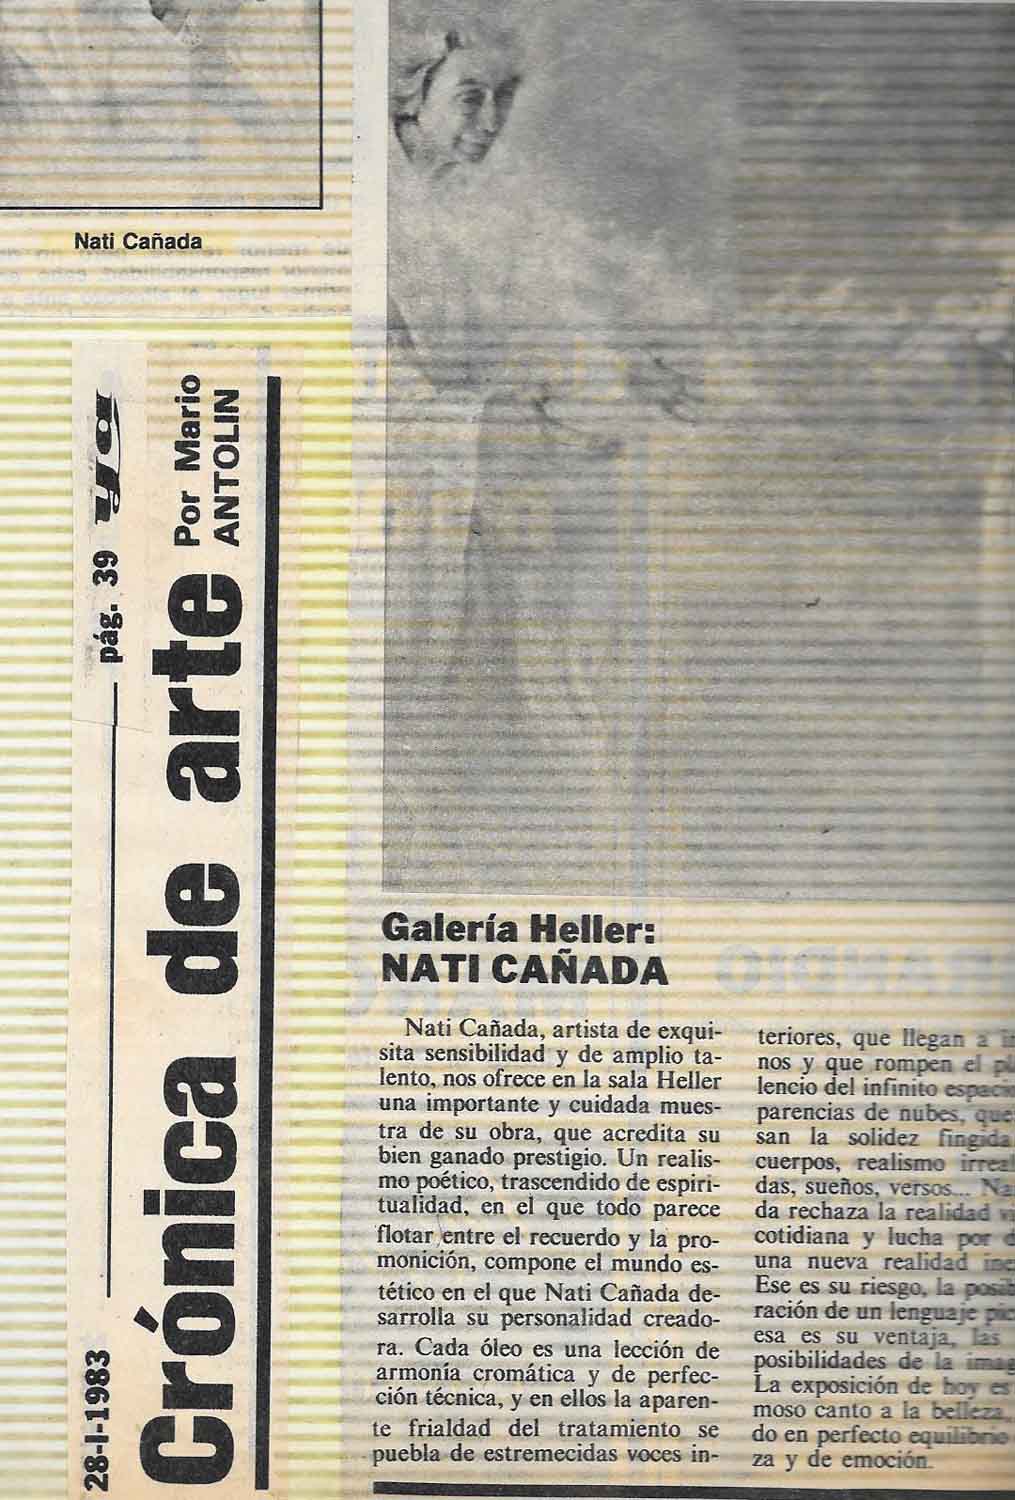 Nati Cañada
28-I-1983
pág. 39
ya
Crónica de arte
Por Mario
ANTOLIN
Galería Heller:
NATI CAÑADA
Nati Cañada, artista de exqui-
sita sensibilidad y de amplio ta-
lento, nos ofrece en la sala Heller
una importante y cuidada mues-
tra de su obra, que acredita su
bien ganado prestigio. Un realis-
mo poético, trascendido de espiri-
tualidad, en el que todo parece
flotar entre el recuerdo y la pro-
monición, compone el mundo es-
tético en el que Nati Cañada de-
sarrolla su personalidad creado-
ra. Cada óleo es una lección de
armonía cromática y de perfec-
ción técnica, y en ellos la aparen-
te frialdad del tratamiento se
puebla de estremecidas voces in-
teriores, que llegan a
nos y que rompen el
lencio del infinito espacio
parencias de nubes, que
san la solidez fingida
cuerpos, realismo irreal
das, sueños, versos...
da rechaza la realidad
cotidiana y lucha por
una nueva realidad
Ese es su riesgo, la
ración de un lenguaje
esa es su ventaja, las
posibilidades de la
La exposición de hoy es
moso canto a la belleza,
do en perfecto equilibrio
za y de emoción.